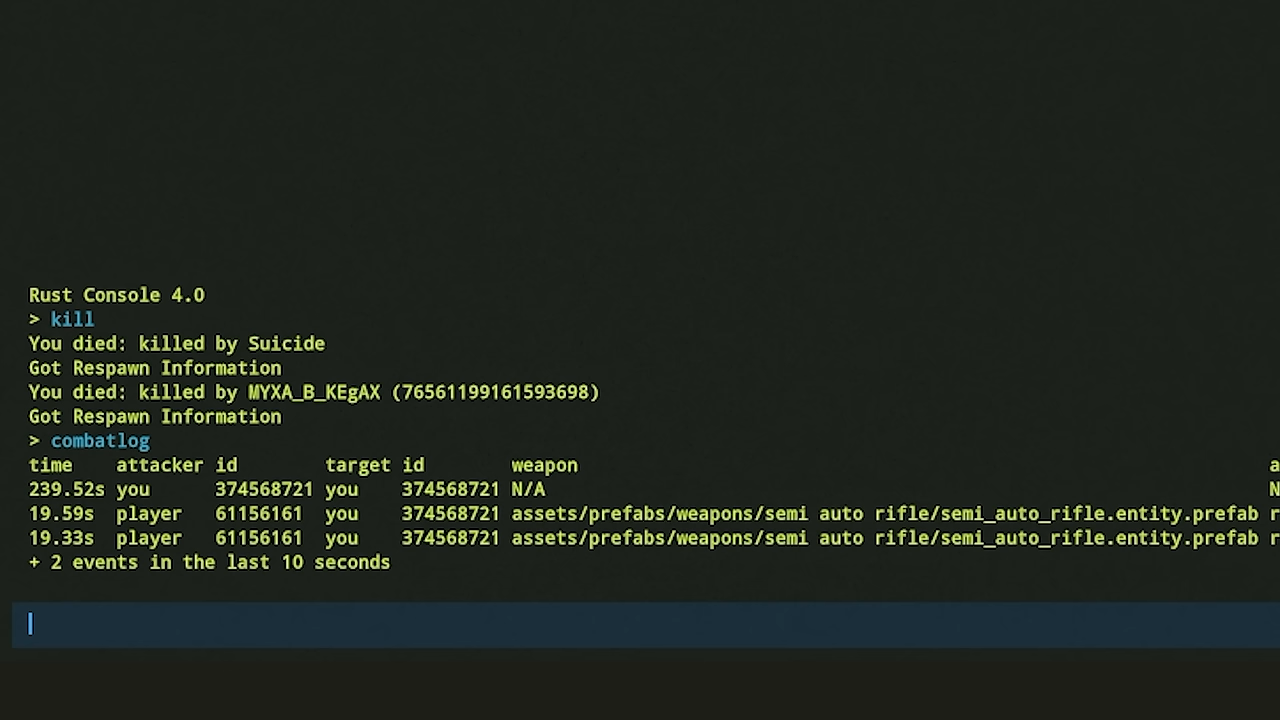 Rust Console 4.0
> kill
You died: killed by Suicide
Got Respawn Information
You died: killed by MYXA_B_KEgAX (76561199161593698)
Got Respawn Information
> combatlog
time attacker id target id weapon a
239.52s you 374568721 you 374568721 N/A N
19.59s player 61156161 you 374568721 assets/prefabs/weapons/semi auto rifle/semi_auto_rifle.entity.prefab r
19.33s player 61156161 you 374568721 assets/prefabs/weapons/semi auto rifle/semi_auto_rifle.entity.prefab r
+ 2 events in the last 10 seconds